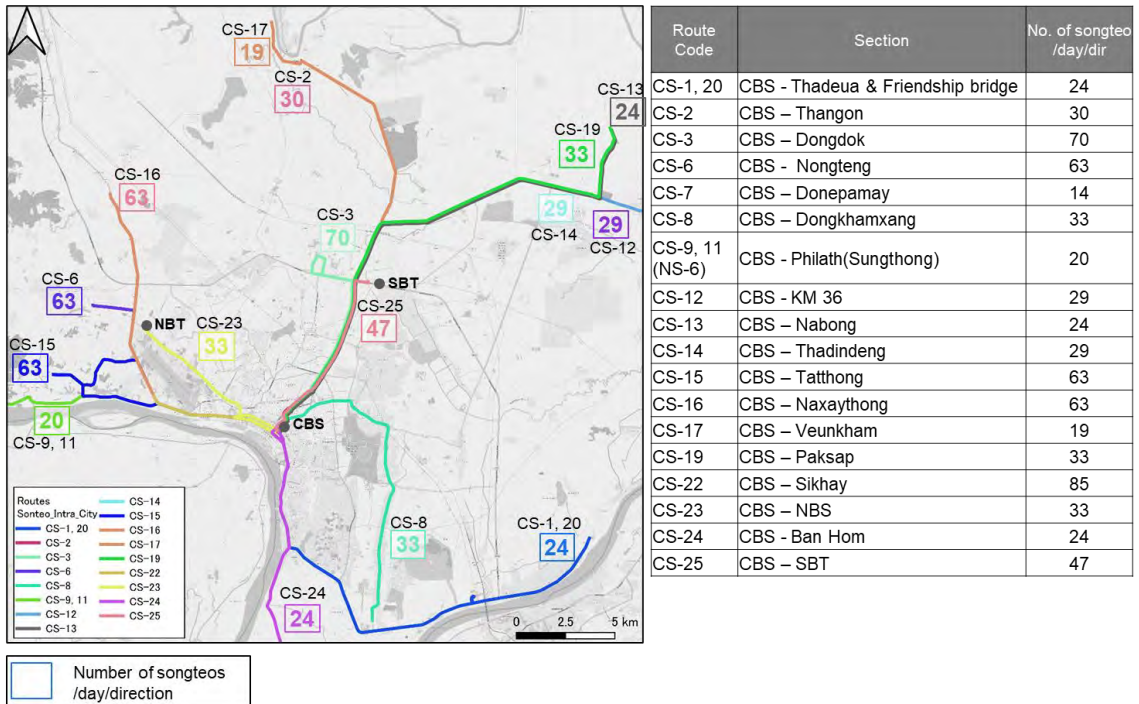 CS-17
19
CS-2
30
CS-13
24
CS-19
33
CS-16
63
CS-3
70
29
CS-14
29
CS-12
CS-6
63
SBT
NBT
CS-23
33
CS-25
47
CS-15
63
20
CS-9, 11
CBS
CS-8
33
CS-1, 20
24
CS-24
24
0 2.5 5 km
Routes
Sonteo_Intra_City
CS-1, 20
CS-2
CS-3
CS-6
CS-8
CS-9, 11
CS-12
CS-13
CS-14
CS-15
CS-16
CS-17
CS-19
CS-22
CS-23
CS-24
CS-25
Number of songteos
/day/direction
Route Code | Section | No. of songteo /day/dir
CS-1, 20 | CBS - Thadeua & Friendship bridge | 24
CS-2 | CBS – Thangon | 30
CS-3 | CBS – Dongdok | 70
CS-6 | CBS - Nongteng | 63
CS-7 | CBS – Donepamay | 14
CS-8 | CBS – Dongkhamxang | 33
CS-9, 11 (NS-6) | CBS - Philath(Sungthong) | 20
CS-12 | CBS - KM 36 | 29
CS-13 | CBS – Nabong | 24
CS-14 | CBS – Thadindeng | 29
CS-15 | CBS – Tatthong | 63
CS-16 | CBS – Naxaythong | 63
CS-17 | CBS – Veunkham | 19
CS-19 | CBS – Paksap | 33
CS-22 | CBS – Sikhay | 85
CS-23 | CBS – NBS | 33
CS-24 | CBS - Ban Hom | 24
CS-25 | CBS – SBT | 47